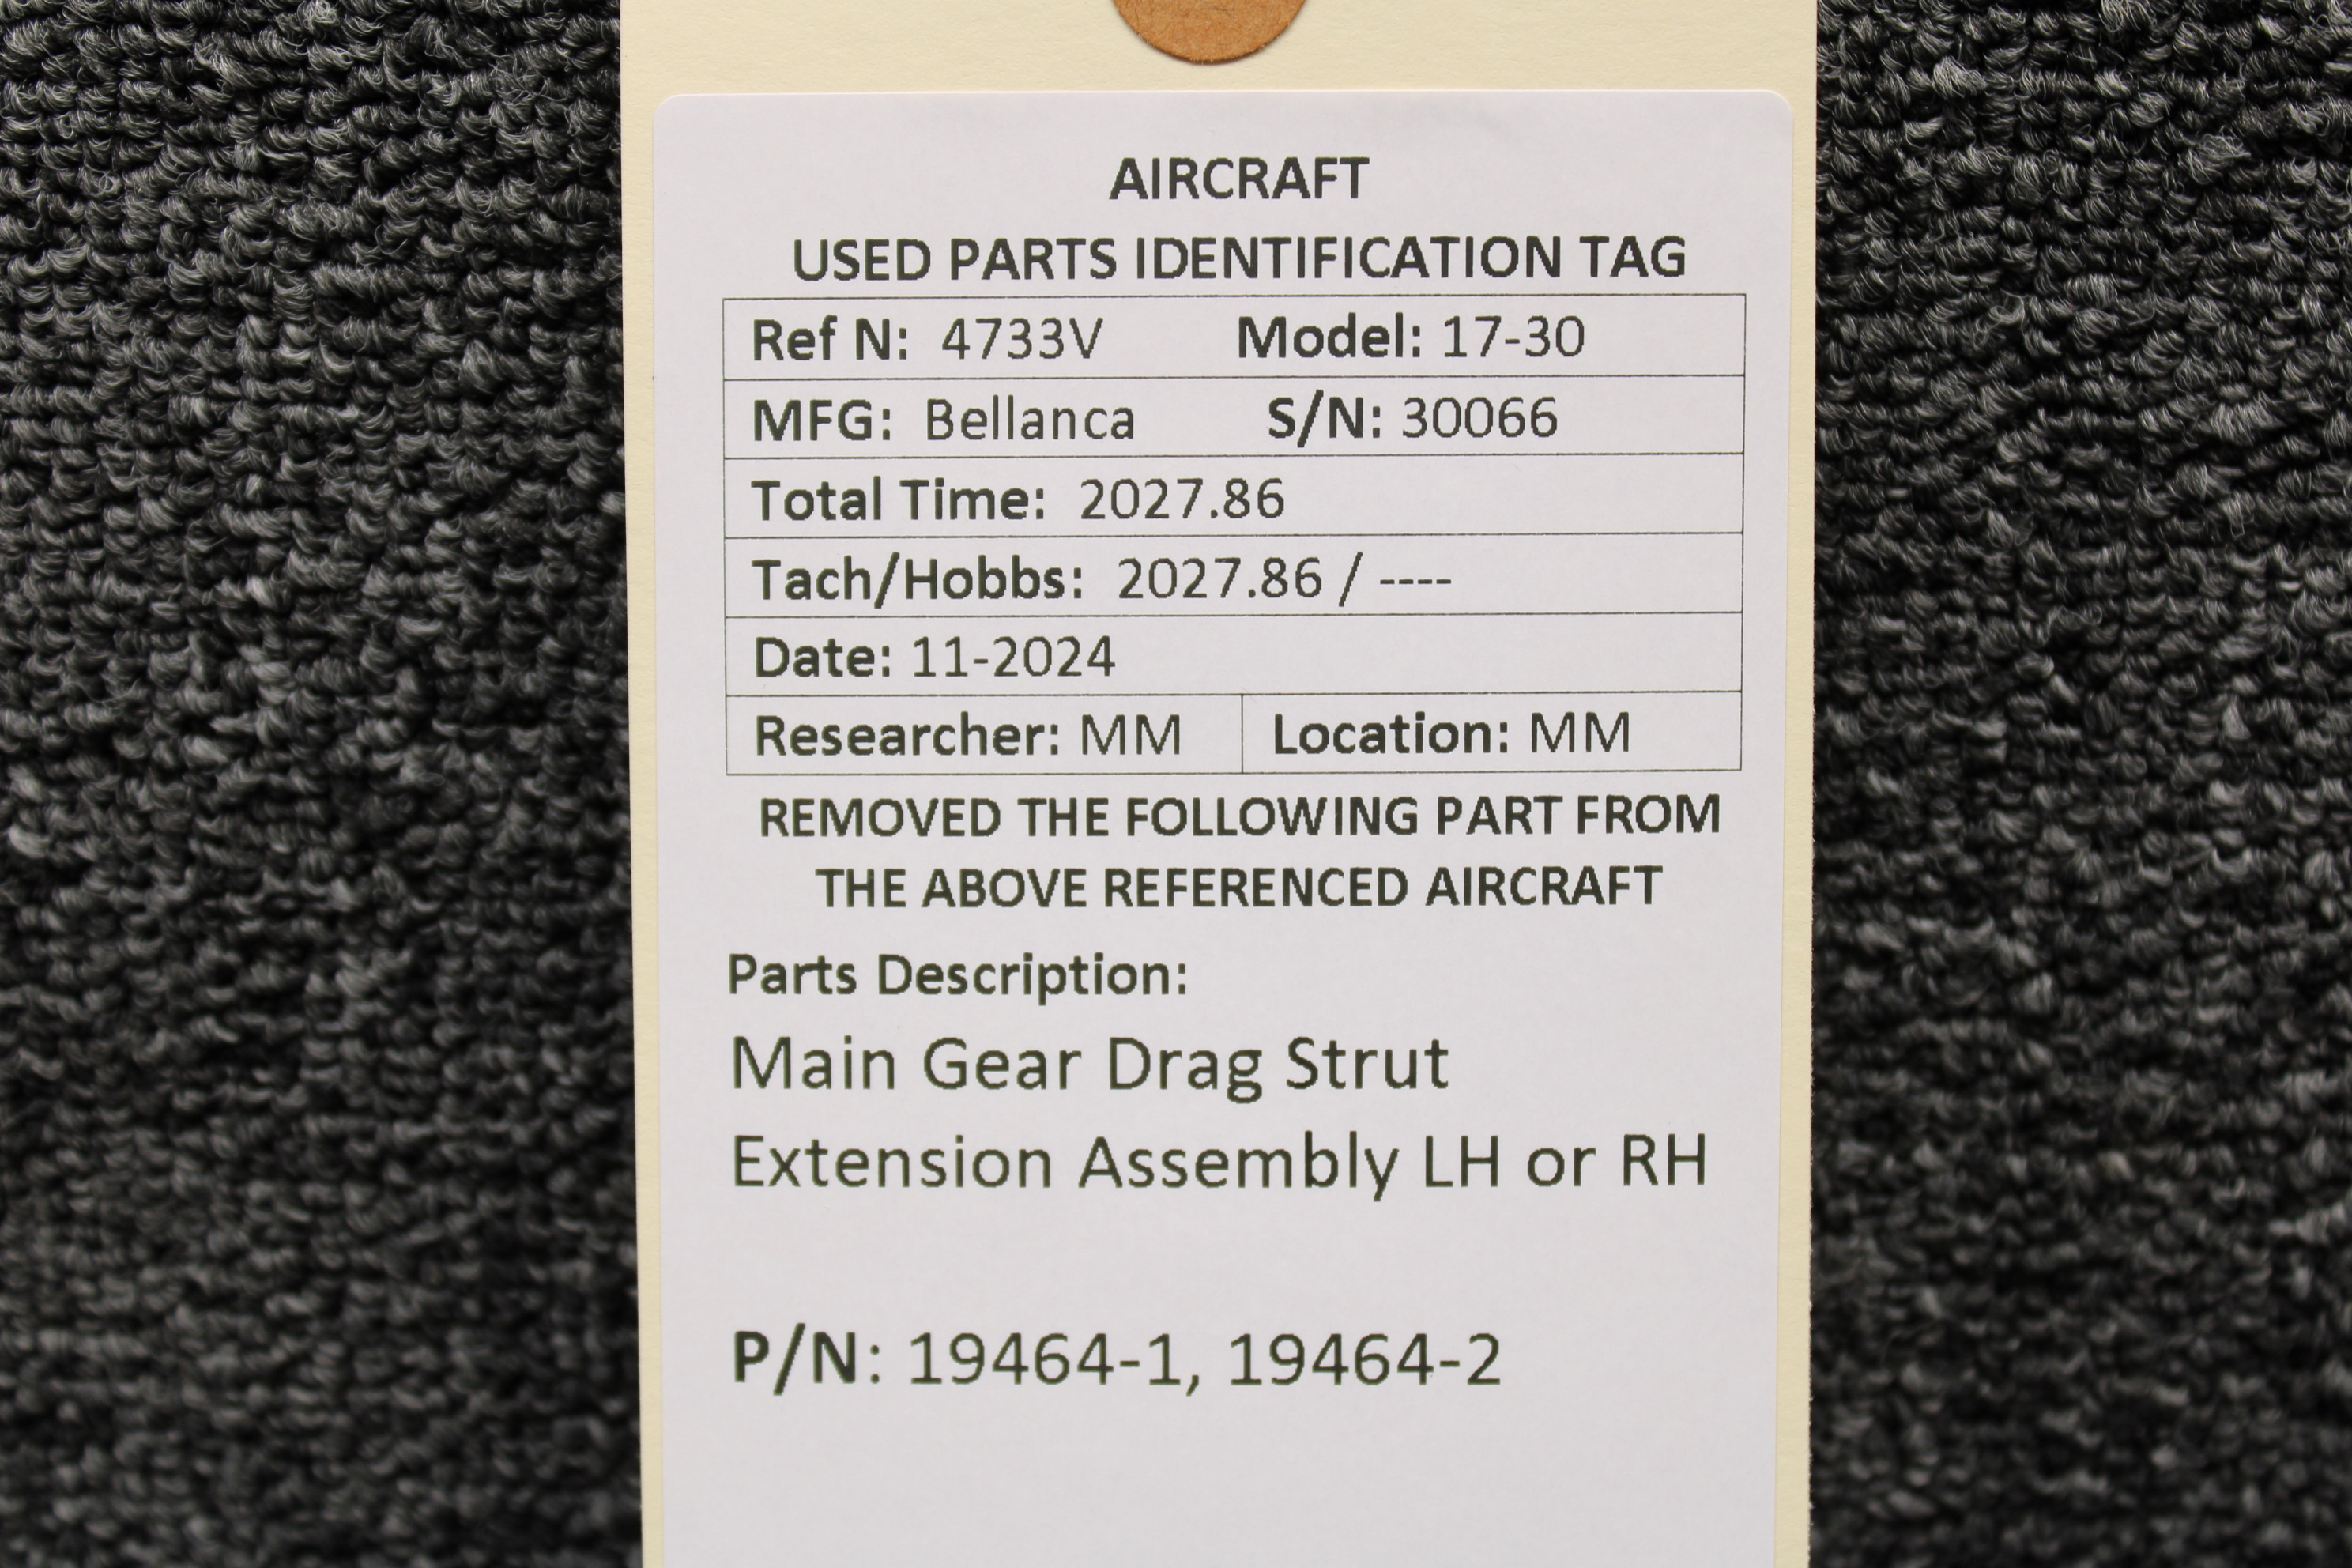 AIRCRAFT
USED PARTS IDENTIFICATION TAG
Ref N: 4733V Model: 17-30
MFG: Bellanca S/N: 30066
Total Time: 2027.86
Tach/Hobbs: 2027.86 / ----
Date: 11-2024
Researcher: MM Location: MM
REMOVED THE FOLLOWING PART FROM
THE ABOVE REFERENCED AIRCRAFT
Parts Description:
Main Gear Drag Strut
Extension Assembly LH or RH
P/N: 19464-1, 19464-2